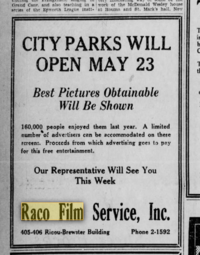 CITY PARKS WILL
OPEN MAY 23
Best Pictures Obtainable
Will Be Shown
160,000 people enjoyed them last year. A limited
number of advertisers can be accommodated on these
screens. Proceeds from which advertising goes to pay
for this free entertainment.
Our Representative Will See You
This Week
Raco Film Service, Inc.
405-406 Ricou-Brewster Building Phone 2-1592